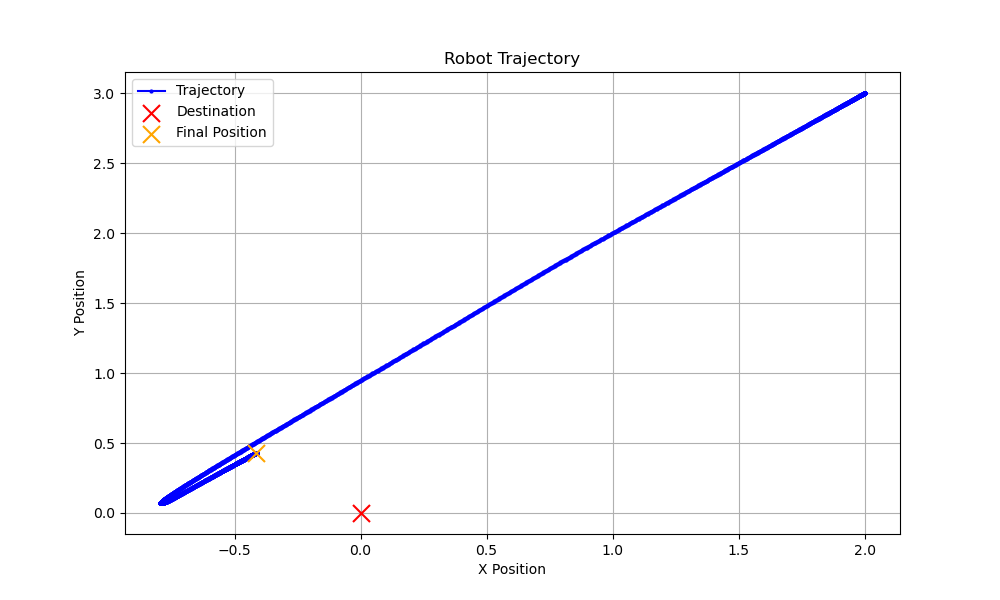 Robot Trajectory
Trajectory
Destination
Final Position
3.0
2.5
2.0
1.5
1.0
0.5
0.0
Y Position
−0.5
0.0
0.5
1.0
1.5
2.0
X Position